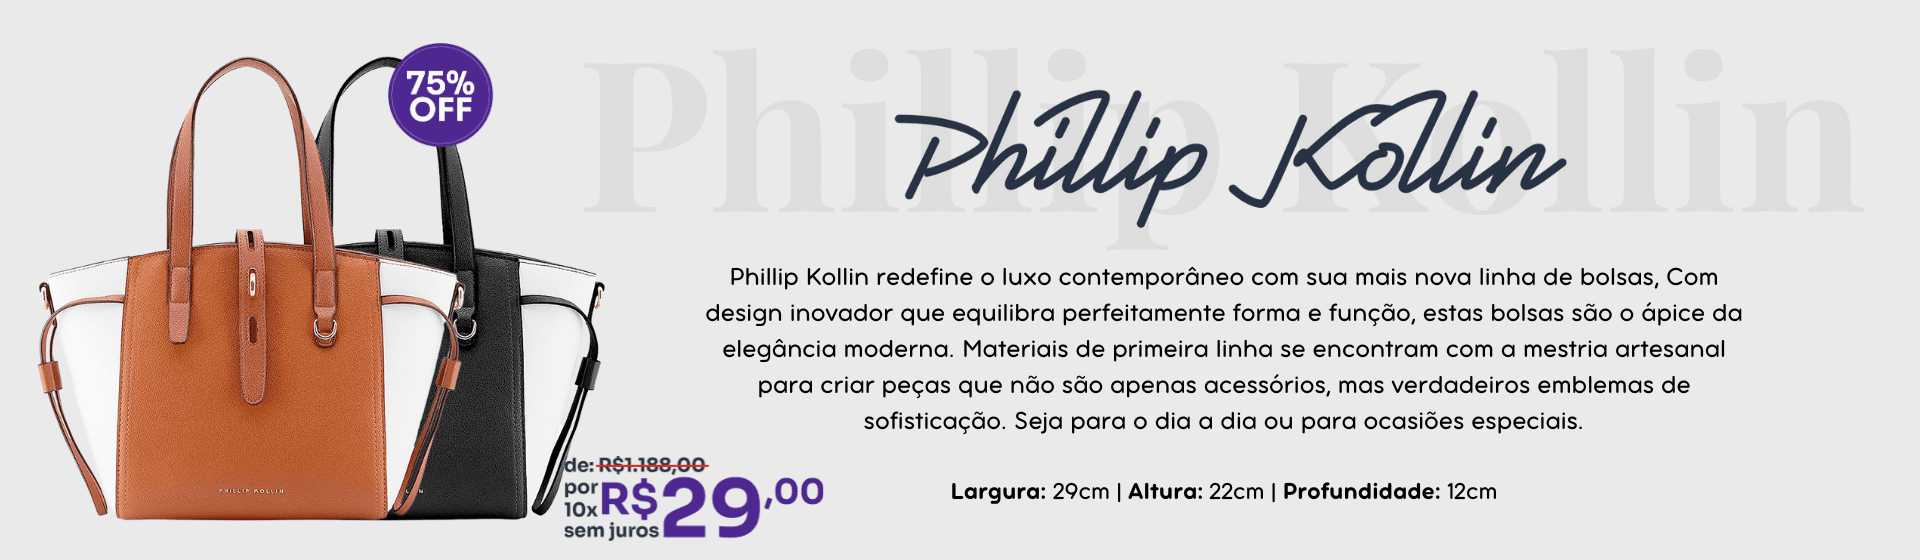 75%
OFF
Phillip Kollin
Phillip Kollin
Phillip Kollin redefine o luxo contemporâneo com sua mais nova linha de bolsas, Com
design inovador que equilibra perfeitamente forma e função, estas bolsas são o ápice da
elegância moderna. Materiais de primeira linha se encontram com a mestria artesanal
para criar peças que não são apenas acessórios, mas verdadeiros emblemas de
sofisticação. Seja para o dia a dia ou para ocasiões especiais.
Largura: 29cm | Altura: 22cm | Profundidade: 12cm
PHILLIP KOLLIN
de: R$1.188,00
por
10x
sem juros
R$29,00